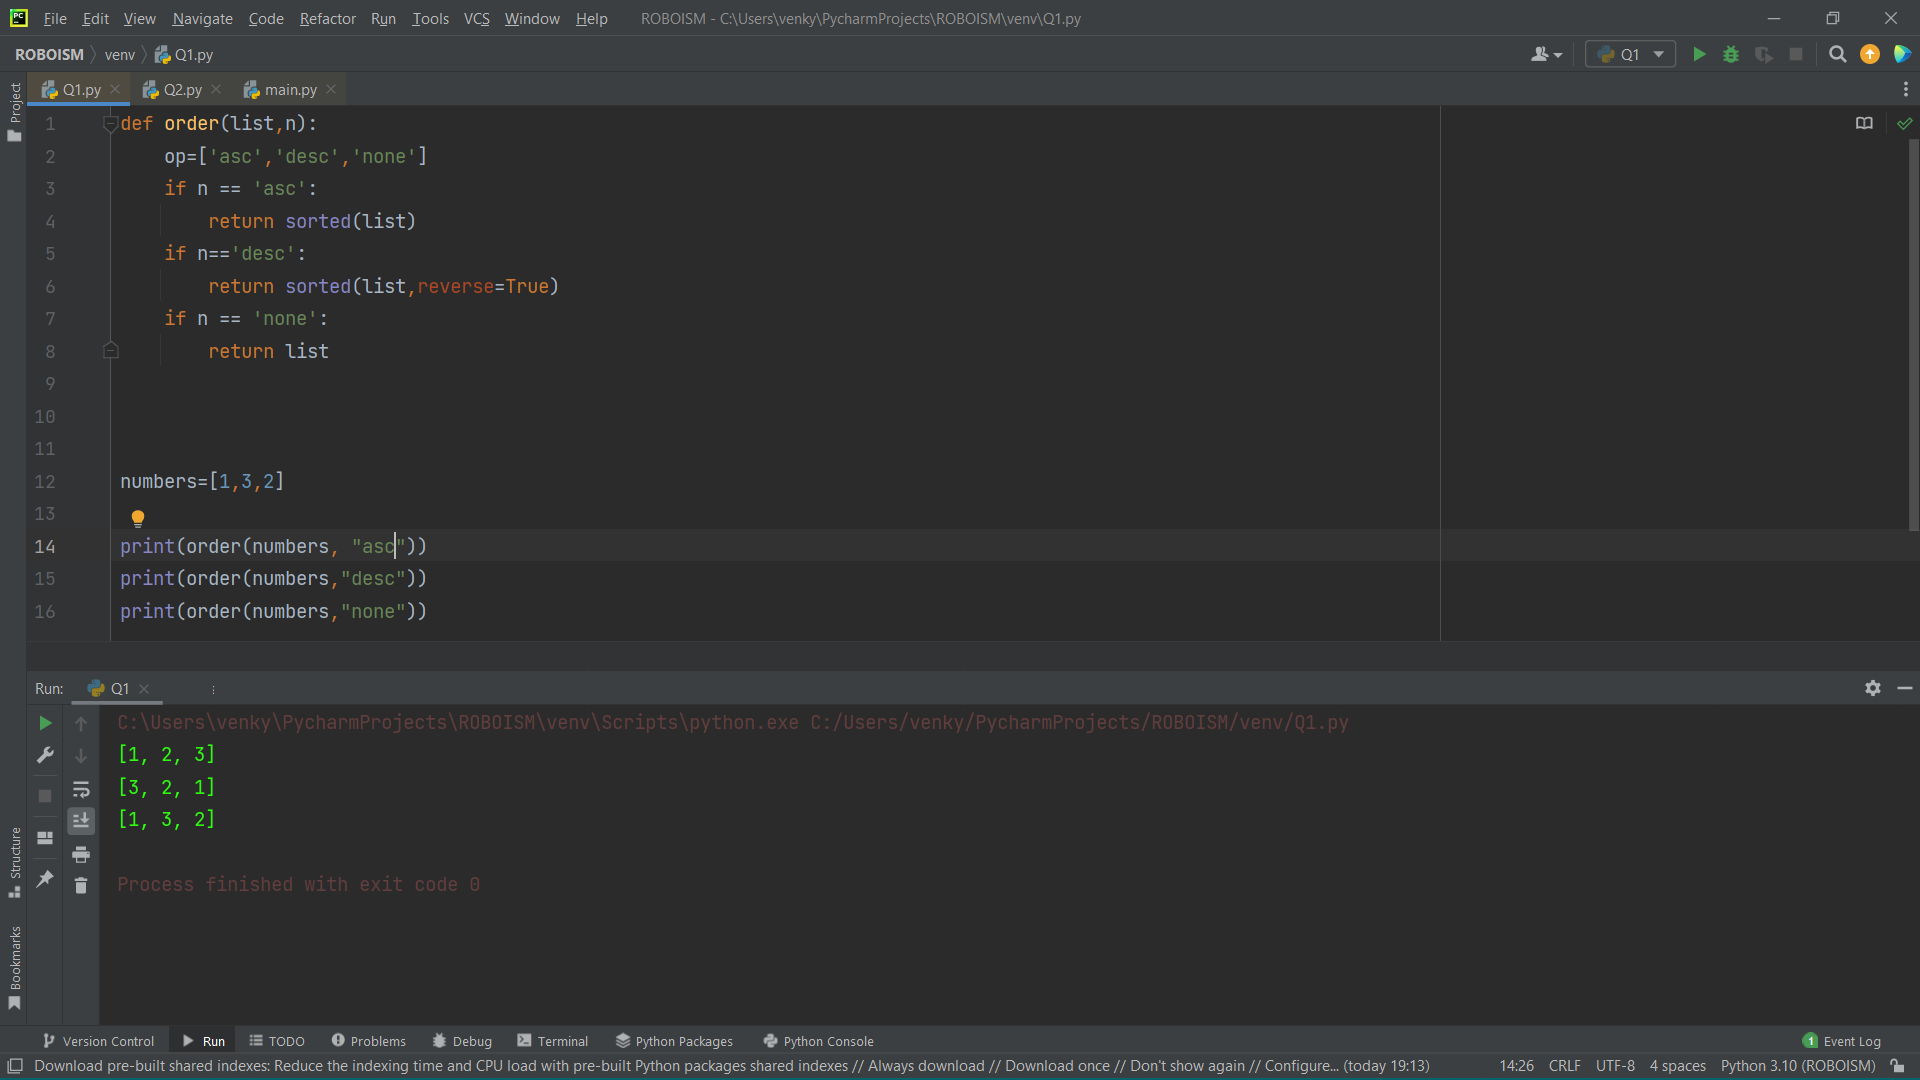 File Edit View Navigate Code Refactor Run Tools VCS Window Help ROBOISM - C:\Users\venky\PycharmProjects\ROBOISM\venv\Q1.py
ROBOISM venv Q1.py Q1
Q1.py Q2.py main.py
Project
1 def order(list,n):
2 op=['asc','desc','none']
3 if n == 'asc':
4 return sorted(list)
5 if n=='desc':
6 return sorted(list,reverse=True)
7 if n == 'none':
8 return list
9
10
11
12 numbers=[1,3,2]
13
14 print(order(numbers, "asc"))
15 print(order(numbers,"desc"))
16 print(order(numbers,"none"))
Run: Q1
C:\Users\venky\PycharmProjects\ROBOISM\venv\Scripts\python.exe C:/Users/venky/PycharmProjects/ROBOISM/venv/Q1.py
[1, 2, 3]
[3, 2, 1]
[1, 3, 2]
Process finished with exit code 0
Structure
Bookmarks
Version Control Run TODO Problems Debug Terminal Python Packages Python Console 1 Event Log
Download pre-built shared indexes: Reduce the indexing time and CPU load with pre-built Python packages shared indexes // Always download // Download once // Don't show again // Configure... (today 19:13) 14:26 CRLF UTF-8 4 spaces Python 3.10 (ROBOISM)